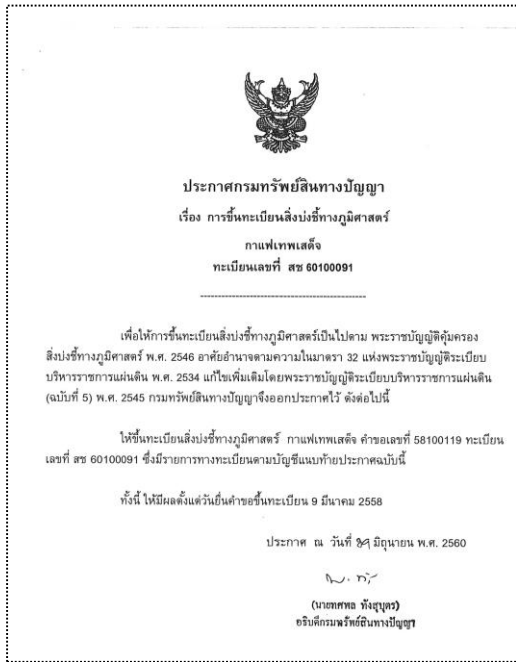 ประกาศกรมทรัพย์สินทางปัญญา
เรื่อง การขึ้นทะเบียนสิ่งบ่งชี้ทางภูมิศาสตร์
กาแฟเทพเสด็จ
ทะเบียนเลขที่ สช 60100091
เพื่อให้การขึ้นทะเบียนสิ่งบ่งชี้ทางภูมิศาสตร์เป็นไปตาม พระราชบัญญัติคุ้มครอง
สิ่งบ่งชี้ทางภูมิศาสตร์ พ.ศ. 2546 อาศัยอำนาจตามความในมาตรา 32 แห่งพระราชบัญญัติระเบียบ
บริหารราชการแผ่นดิน พ.ศ. 2534 แก้ไขเพิ่มเติมโดยพระราชบัญญัติระเบียบบริหารราชการแผ่นดิน
(ฉบับที่ 5) พ.ศ. 2545 กรมทรัพย์สินทางปัญญาจึงออกประกาศไว้ ดังต่อไปนี้
ให้ขึ้นทะเบียนสิ่งบ่งชี้ทางภูมิศาสตร์ กาแฟเทพเสด็จ คำขอเลขที่ 58100119 ทะเบียน
เลขที่ สช 60100091 ซึ่งมีรายการทางทะเบียนตามบัญชีแนบท้ายประกาศฉบับนี้
ทั้งนี้ ให้มีผลตั้งแต่วันยื่นคำขอขึ้นทะเบียน 9 มีนาคม 2558
ประกาศ ณ วันที่ มิถุนายน พ.ศ. 2560
(นายทศพล ทังสุบุตร)
อธิบดีกรมทรัพย์สินทางปัญญา